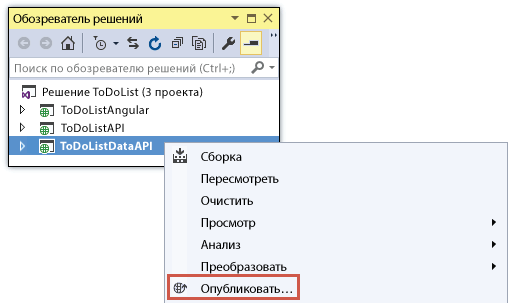 Обозреватель решений
Поиск по обозревателю решений (Ctrl+;)
Решение ToDoList (3 проекта)
ToDoListAngular
ToDoListAPI
ToDoListDataAPI
Сборка
Пересмотреть
Очистить
Просмотр
Анализ
Преобразовать
Опубликовать...